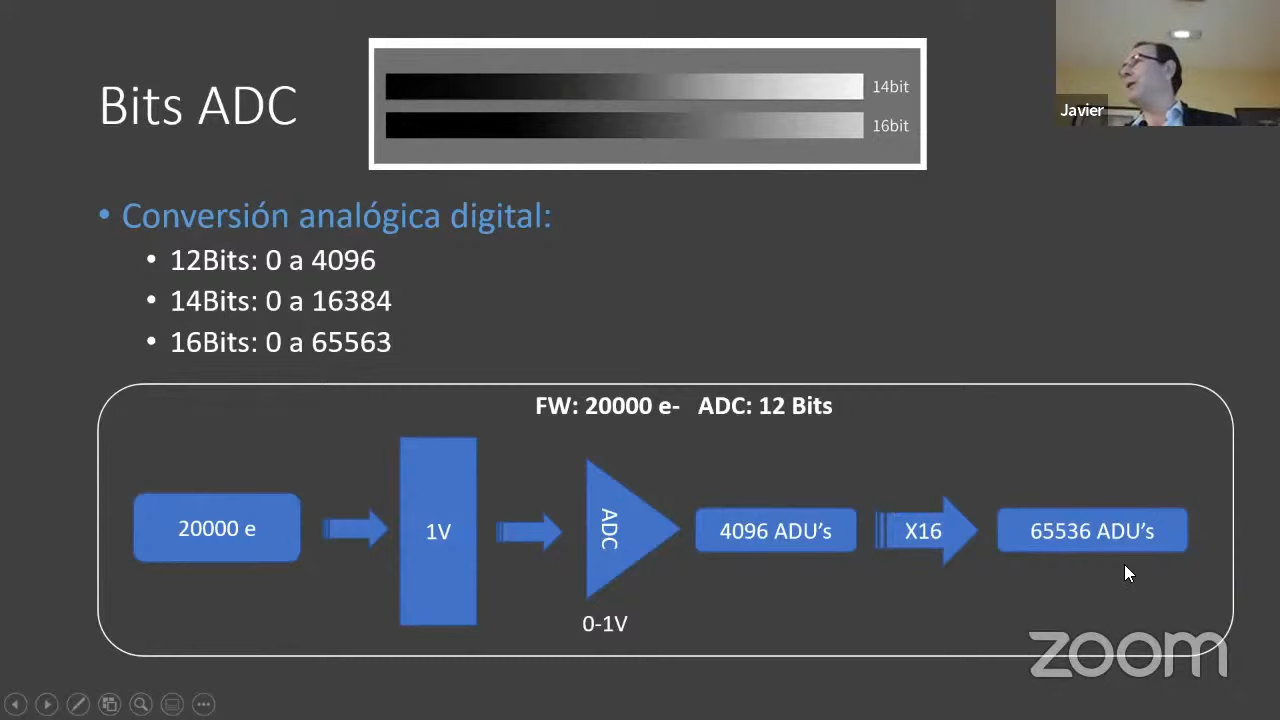 Bits ADC
14bit
16bit
Javier
• Conversión analógica digital:
• 12Bits: 0 a 4096
• 14Bits: 0 a 16384
• 16Bits: 0 a 65563
FW: 20000 e-   ADC: 12 Bits
20000 e
1V
ADC
4096 ADU's
X16
65536 ADU's
0-1V
zoom